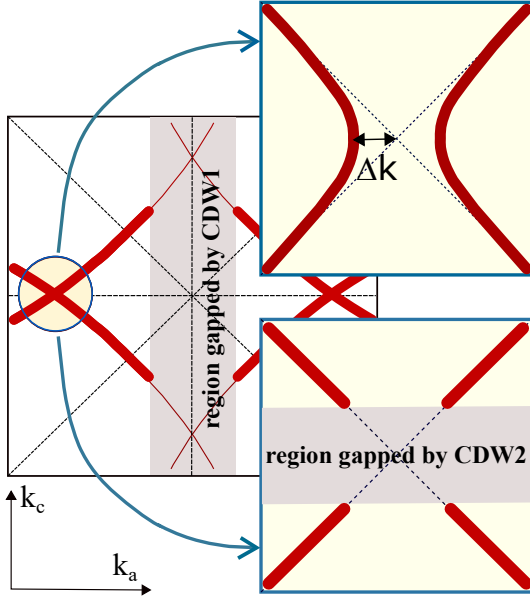 Δk
region gapped by CDW1
region gapped by CDW2
k_c
k_a